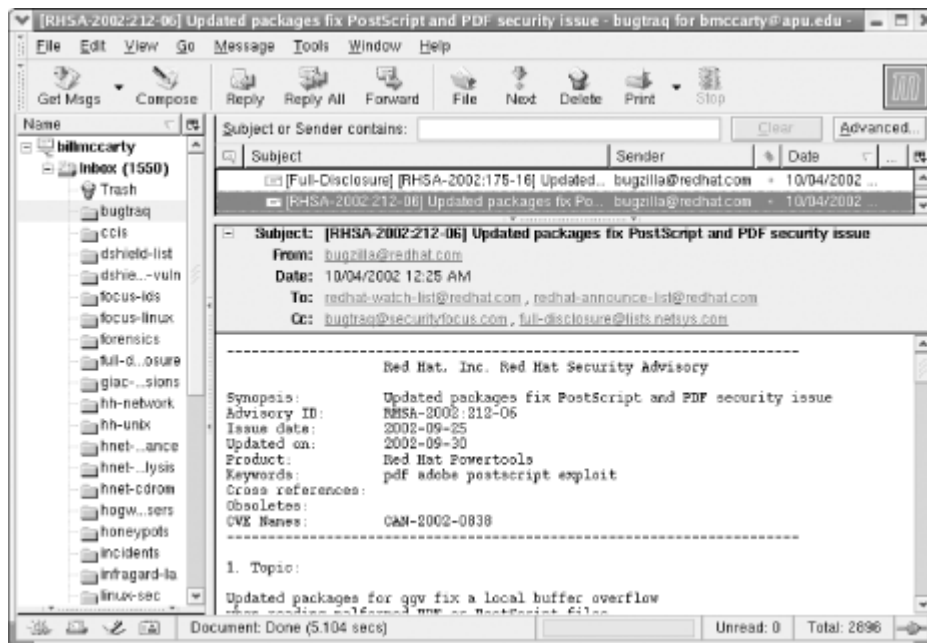 [RHSA-2002:212-06] Updated packages fix PostScript and PDF security issue - bugtraq for bmccarty@apu.edu -
File Edit View Go Message Tools Window Help
Get Msgs Compose Reply Reply All Forward File Next Delete Print Stop
Name
billmccarty
Inbox (1550)
Trash
bugtraq
ccis
dshield-list
dshie...-vuln
focus-ids
focus-linux
forensics
full-d...osure
giac-...sions
hh-network
hh-unix
hnet-...ance
hnet-...lysis
hnet-cdrom
hogw...sers
honeypots
incidents
infragard-la
linux-sec
Subject or Sender contains: Clear Advanced...
Subject Sender Date ...
[Full-Disclosure] [RHSA-2002:175-16] Updated... bugzilla@redhat.com 10/04/2002 ...
[RHSA-2002:212-06] Updated packages fix Po... bugzilla@redhat.com 10/04/2002 ...
Subject: [RHSA-2002:212-06] Updated packages fix PostScript and PDF security issue
From: bugzilla@redhat.com
Date: 10/04/2002 12:25 AM
To: redhat-watch-list@redhat.com , redhat-announce-list@redhat.com
Cc: bugtraq@securityfocus.com , full-disclosure@lists.netsys.com
---------------------------------------------------------------------
Red Hat, Inc. Red Hat Security Advisory
Synopsis: Updated packages fix PostScript and PDF security issue
Advisory ID: RHSA-2002:212-06
Issue date: 2002-09-25
Updated on: 2002-09-30
Product: Red Hat Powertools
Keywords: pdf adobe postscript exploit
Cross references:
Obsoletes:
CVE Names: CAN-2002-0838
---------------------------------------------------------------------
1. Topic:
Updated packages for ggv fix a local buffer overflow
when reading malformed PDF or PostScript files
Document: Done (5.104 secs) Unread: 0 Total: 2896